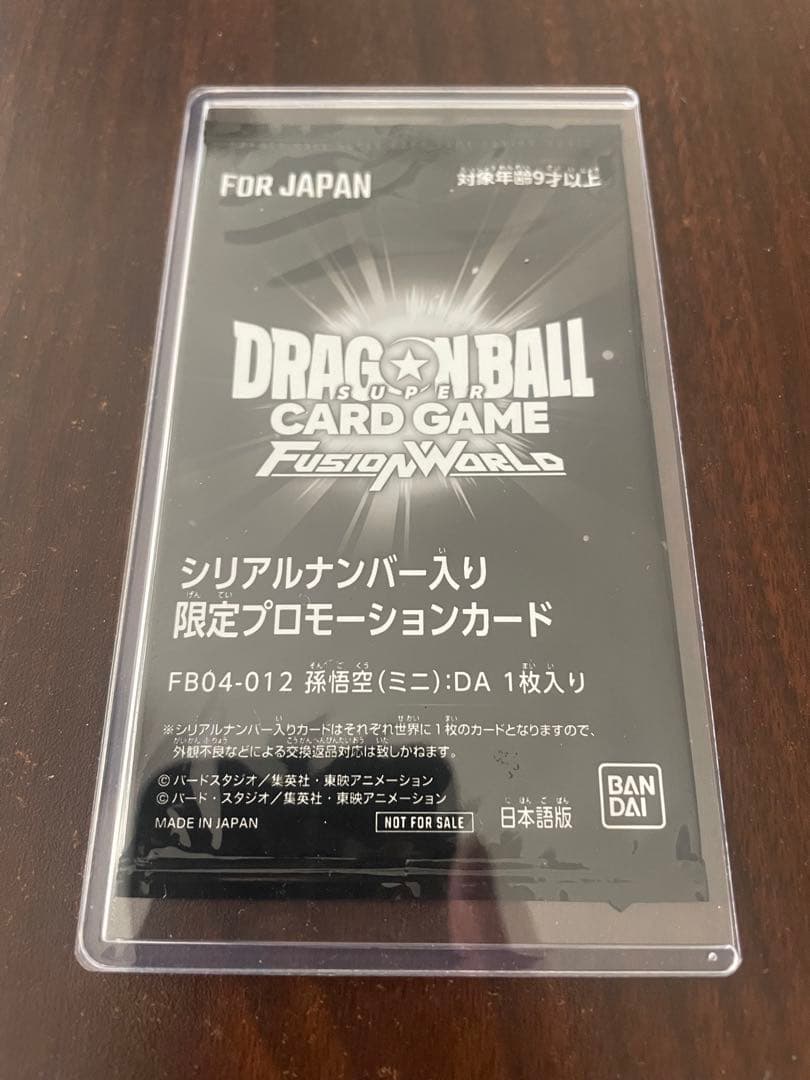 FOR JAPAN
対象年齢9才以上
DRAGON BALL
SUPER
CARD GAME
FUSION WORLD
シリアルナンバー入り
限定プロモーションカード
FB04-012 孫悟空(ミニ):DA 1枚入り
※シリアルナンバー入りカードはそれぞれ世界に1枚のカードとなりますので、
外観不良などによる交換返品対応は致しかねます。
©バードスタジオ/集英社・東映アニメーション
©バード・スタジオ/集英社・東映アニメーション
MADE IN JAPAN
NOT FOR SALE
日本語版
BAN
DAI